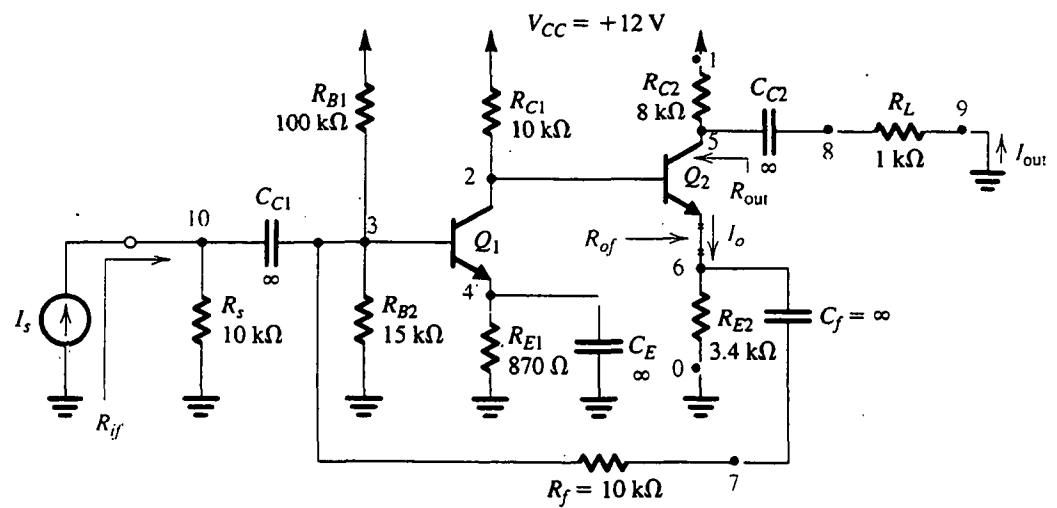 V_CC = +12 V
1
R_B1
100 kΩ
R_C1
10 kΩ
R_C2
8 kΩ
C_C2
∞
R_L
1 kΩ
5
8
9
I_out
2
Q_2
R_out
C_C1
∞
10
3
Q_1
R_of
I_o
4
6
I_s
R_s
10 kΩ
R_B2
15 kΩ
R_E1
870 Ω
C_E
∞
R_E2
3.4 kΩ
C_f = ∞
0
R_if
R_f = 10 kΩ
7